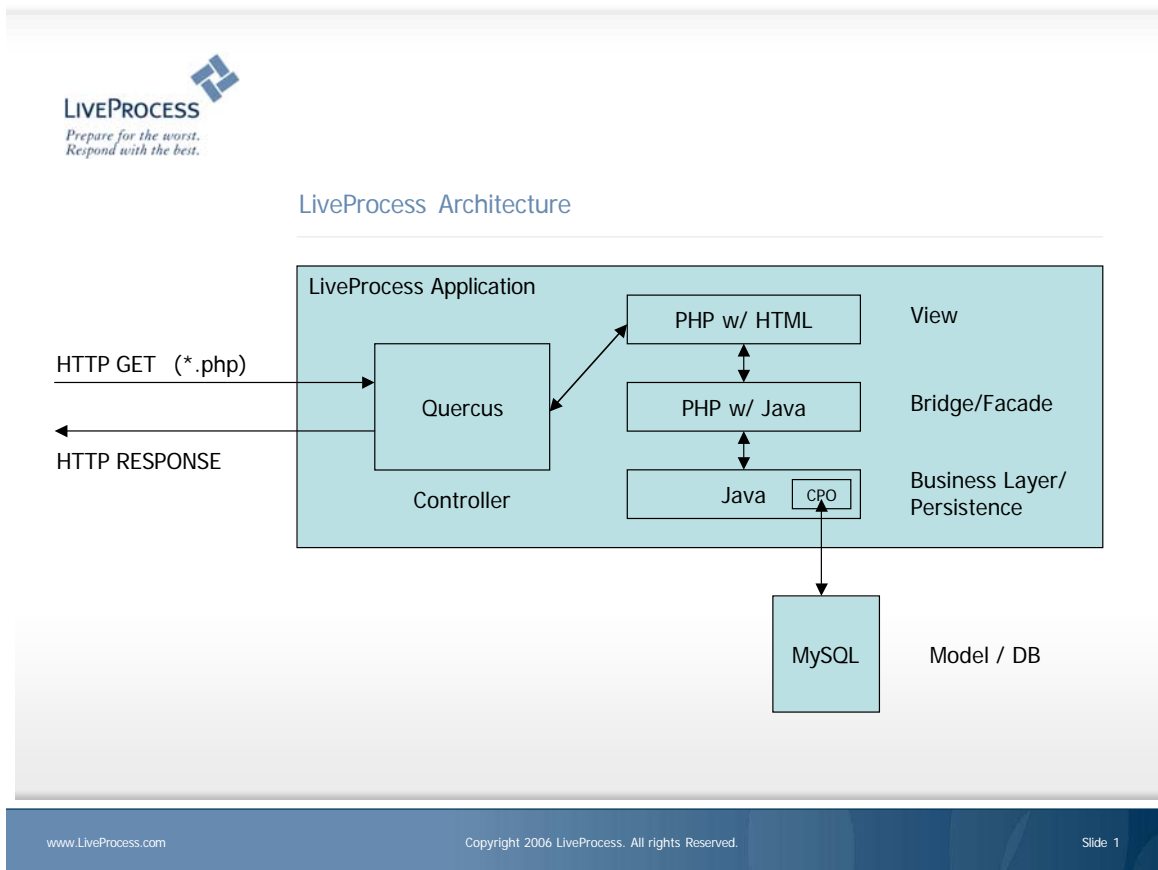 LIVEPROCESS
Prepare for the worst.
Respond with the best.
LiveProcess Architecture
LiveProcess Application
PHP w/ HTML
View
HTTP GET (*.php)
Quercus
PHP w/ Java
Bridge/Facade
HTTP RESPONSE
Controller
Java
CPO
Business Layer/
Persistence
MySQL
Model / DB
www.LiveProcess.com
Copyright 2006 LiveProcess. All rights Reserved.
Slide 1